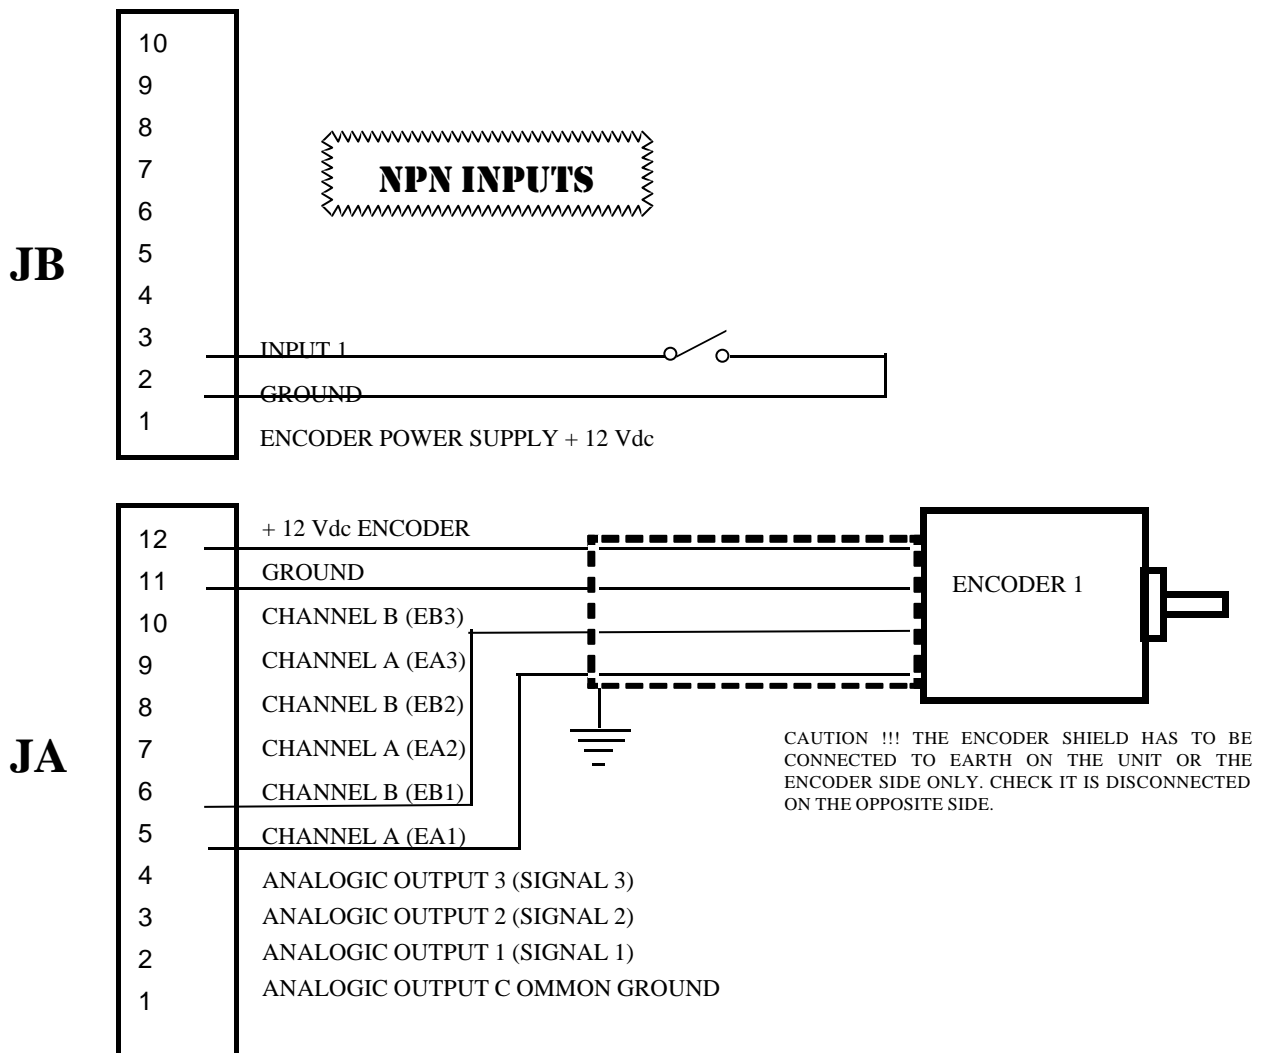 10
9
8
7
NPN INPUTS
6
5
JB
4
3
INPUT 1
2
GROUND
1
ENCODER POWER SUPPLY + 12 Vdc
12
+ 12 Vdc ENCODER
11
GROUND
ENCODER 1
10
CHANNEL B (EB3)
9
CHANNEL A (EA3)
8
CHANNEL B (EB2)
7
CHANNEL A (EA2)
JA
CAUTION !!! THE ENCODER SHIELD HAS TO BE
CONNECTED TO EARTH ON THE UNIT OR THE
ENCODER SIDE ONLY. CHECK IT IS DISCONNECTED
ON THE OPPOSITE SIDE.
6
CHANNEL B (EB1)
5
CHANNEL A (EA1)
4
ANALOGIC OUTPUT 3 (SIGNAL 3)
3
ANALOGIC OUTPUT 2 (SIGNAL 2)
2
ANALOGIC OUTPUT 1 (SIGNAL 1)
1
ANALOGIC OUTPUT C OMMON GROUND